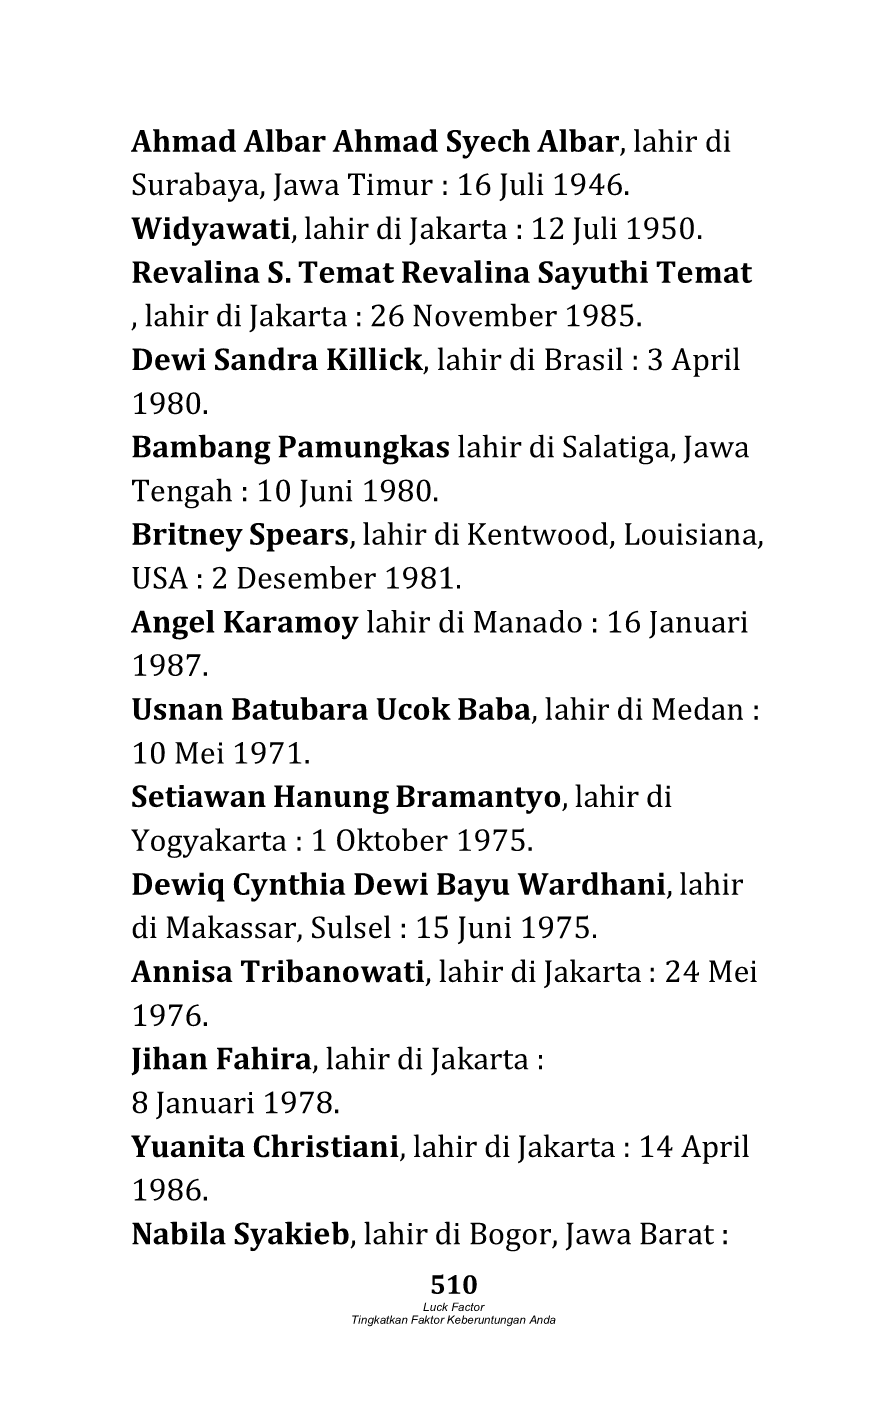 Ahmad Albar Ahmad Syech Albar, lahir di
Surabaya, Jawa Timur : 16 Juli 1946.
Widyawati, lahir di Jakarta : 12 Juli 1950.
Revalina S. Temat Revalina Sayuthi Temat
, lahir di Jakarta : 26 November 1985.
Dewi Sandra Killick, lahir di Brasil : 3 April
1980.
Bambang Pamungkas lahir di Salatiga, Jawa
Tengah : 10 Juni 1980.
Britney Spears, lahir di Kentwood, Louisiana,
USA : 2 Desember 1981.
Angel Karamoy lahir di Manado : 16 Januari
1987.
Usnan Batubara Ucok Baba, lahir di Medan :
10 Mei 1971.
Setiawan Hanung Bramantyo, lahir di
Yogyakarta : 1 Oktober 1975.
Dewiq Cynthia Dewi Bayu Wardhani, lahir
di Makassar, Sulsel : 15 Juni 1975.
Annisa Tribanowati, lahir di Jakarta : 24 Mei
1976.
Jihan Fahira, lahir di Jakarta :
8 Januari 1978.
Yuanita Christiani, lahir di Jakarta : 14 April
1986.
Nabila Syakieb, lahir di Bogor, Jawa Barat :
510
Luck Factor
Tingkatkan Faktor Keberuntungan Anda